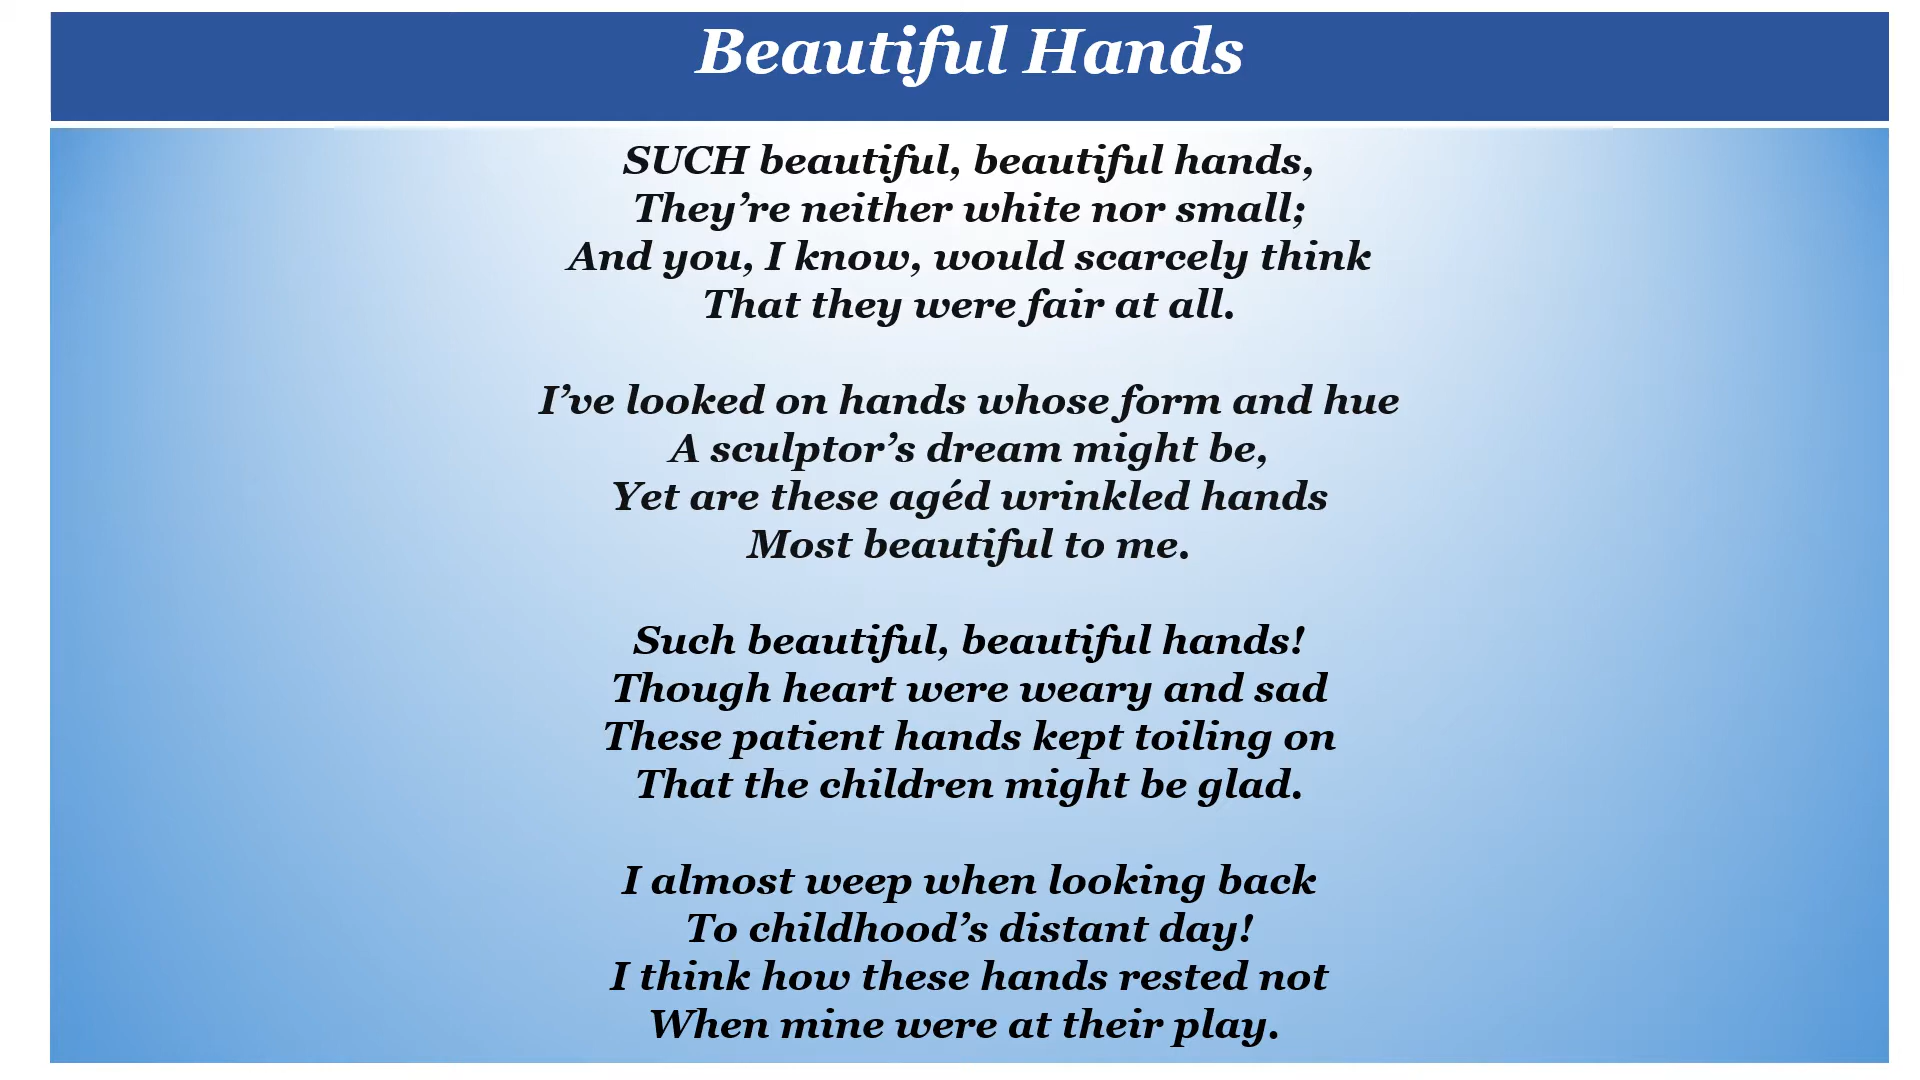 Beautiful Hands
SUCH beautiful, beautiful hands,
They’re neither white nor small;
And you, I know, would scarcely think
That they were fair at all.
I’ve looked on hands whose form and hue
A sculptor’s dream might be,
Yet are these agéd wrinkled hands
Most beautiful to me.
Such beautiful, beautiful hands!
Though heart were weary and sad
These patient hands kept toiling on
That the children might be glad.
I almost weep when looking back
To childhood’s distant day!
I think how these hands rested not
When mine were at their play.